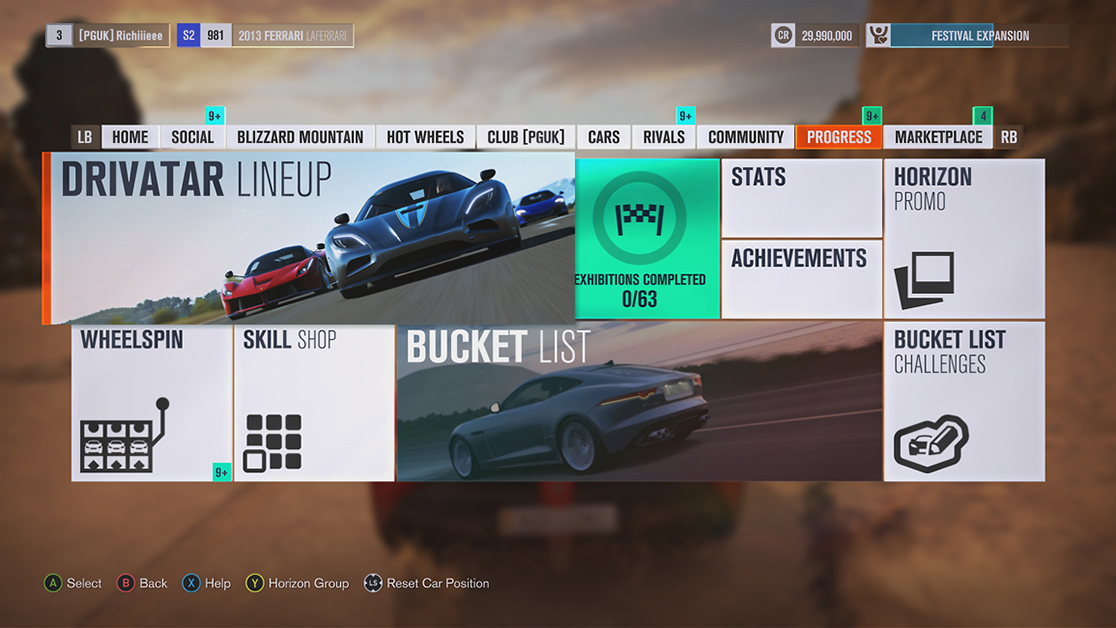 3 [PGUK] Richiiieee S2 981 2013 FERRARI LAFERRARI CR 29,990,000 FESTIVAL EXPANSION
9+ 9+ 9+ 4
LB HOME SOCIAL BLIZZARD MOUNTAIN HOT WHEELS CLUB [PGUK] CARS RIVALS COMMUNITY PROGRESS MARKETPLACE RB
DRIVATAR LINEUP
EXHIBITIONS COMPLETED
0/63
STATS
ACHIEVEMENTS
HORIZON
PROMO
WHEELSPIN
9+
SKILL SHOP
BUCKET LIST
BUCKET LIST
CHALLENGES
A Select B Back X Help Y Horizon Group LS Reset Car Position